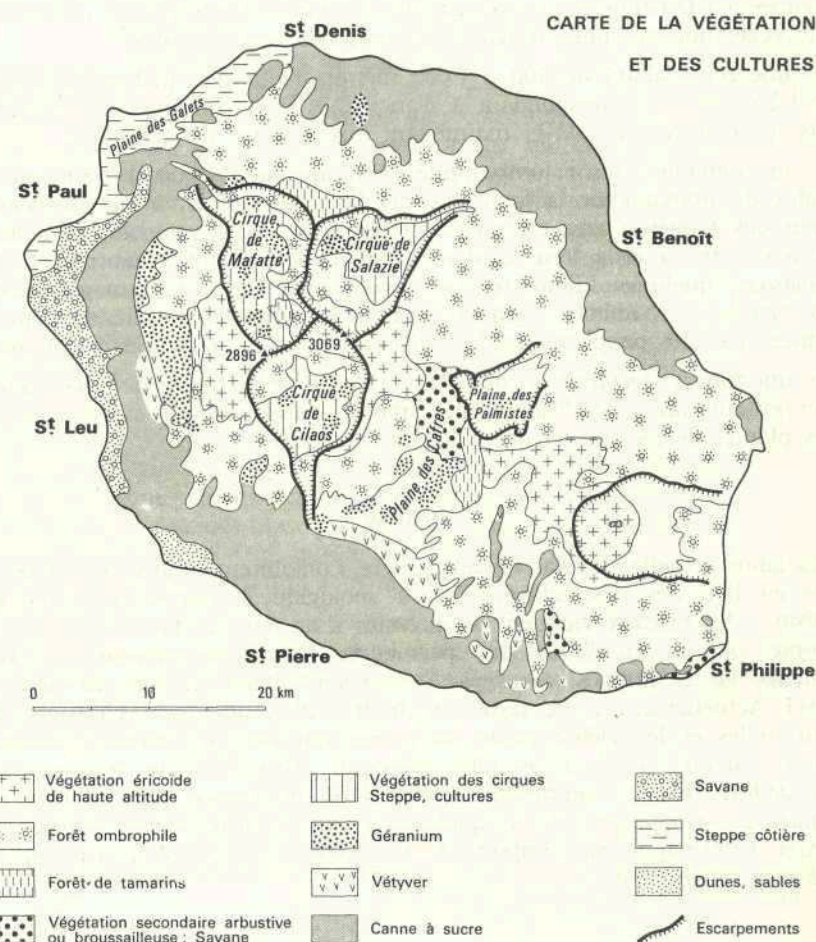 CARTE DE LA VÉGÉTATION
ET DES CULTURES
St Denis
Plaine des Galets
St Paul
Cirque
de
Mafatte
Cirque de
Salazie
St Benoît
2896
3069
Cirque
de
Cilaos
Plaine des
Palmistes
St Leu
Plaine des Cafres
St Pierre
St Philippe
0 10 20 km
Végétation éricoïde
de haute altitude
Forêt ombrophile
Forêt de tamarins
Végétation secondaire arbustive
ou broussailleuse : Savane
Végétation des cirques
Steppe, cultures
Géranium
Vétyver
Canne à sucre
Savane
Steppe côtière
Dunes, sables
Escarpements